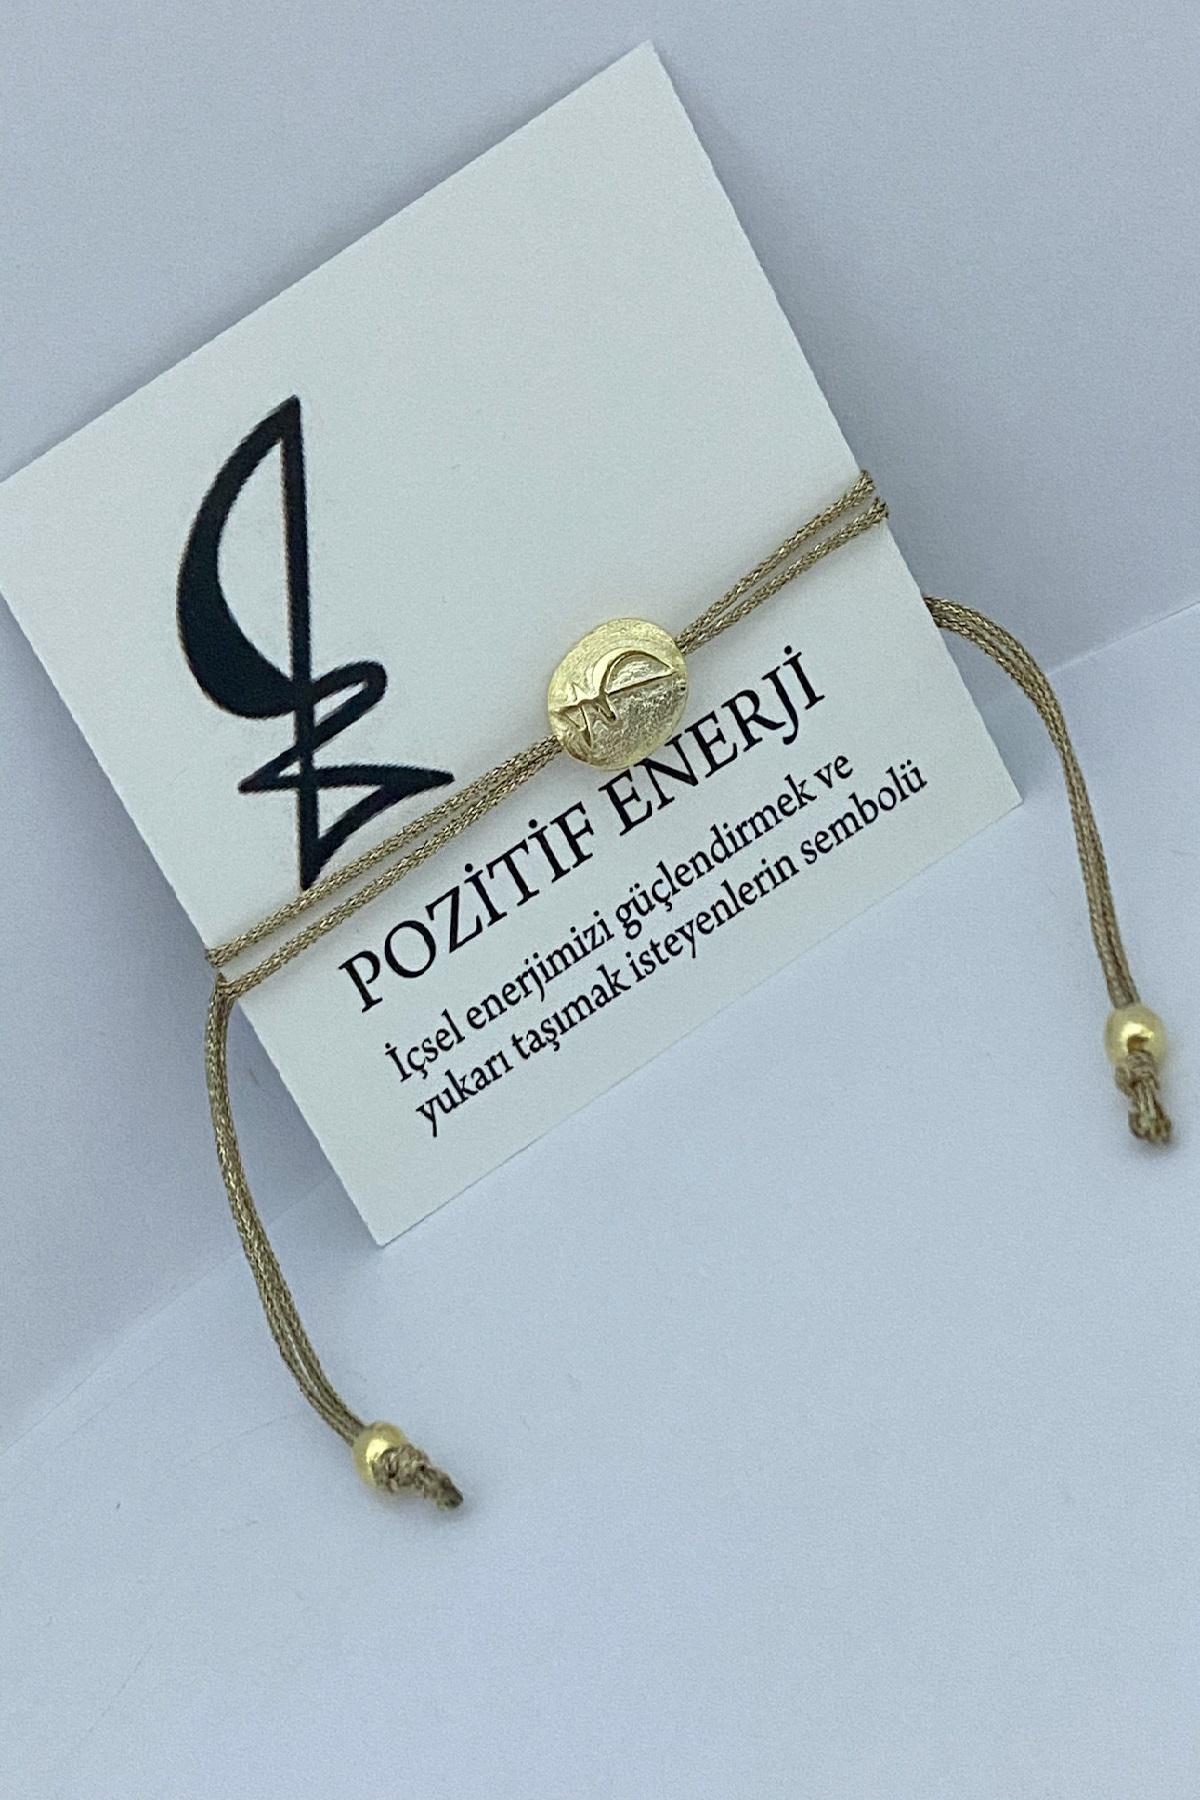 POZİTİF ENERJİ
İçsel enerjimizi güçlendirmek ve
yukarı taşımak isteyenlerin sembolü